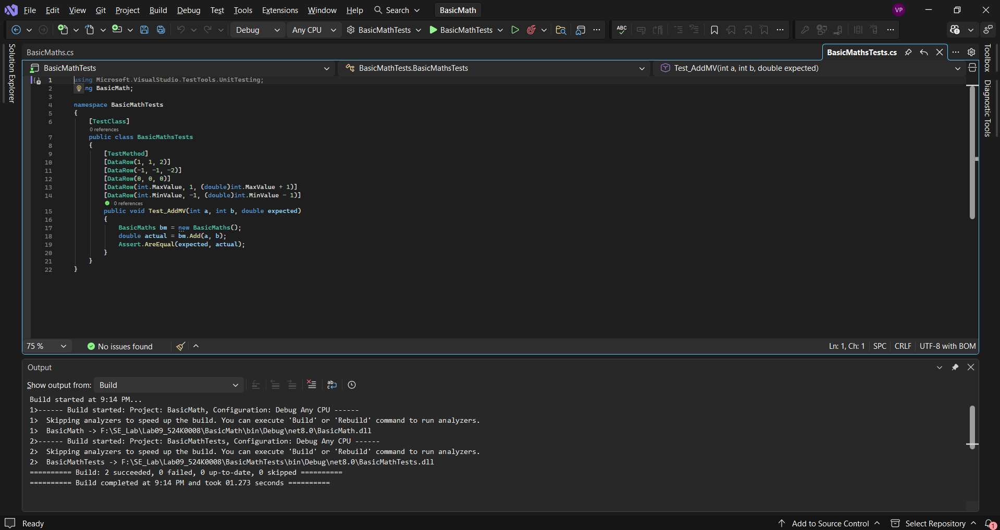 File Edit View Git Project Build Debug Test Tools Extensions Window Help Search BasicMath VP
Debug Any CPU BasicMathTests BasicMathTests ABC
Solution Explorer
BasicMaths.cs BasicMathsTests.cs
Toolbox
Diagnostic Tools
BasicMathTests BasicMathTests.BasicMathsTests Test_AddMV(int a, int b, double expected)
1 using Microsoft.VisualStudio.TestTools.UnitTesting;
2 ng BasicMath;
3
4 namespace BasicMathTests
5 {
6 [TestClass]
0 references
7 public class BasicMathsTests
8 {
9 [TestMethod]
10 [DataRow(1, 1, 2)]
11 [DataRow(-1, -1, -2)]
12 [DataRow(0, 0, 0)]
13 [DataRow(int.MaxValue, 1, (double)int.MaxValue + 1)]
14 [DataRow(int.MinValue, -1, (double)int.MinValue - 1)]
0 references
15 public void Test_AddMV(int a, int b, double expected)
16 {
17 BasicMaths bm = new BasicMaths();
18 double actual = bm.Add(a, b);
19 Assert.AreEqual(expected, actual);
20 }
21 }
22 }
75 % No issues found Ln: 1, Ch: 1 SPC CRLF UTF-8 with BOM
Output
Show output from: Build
Build started at 9:14 PM...
1>------ Build started: Project: BasicMath, Configuration: Debug Any CPU ------
1>  Skipping analyzers to speed up the build. You can execute 'Build' or 'Rebuild' command to run analyzers.
1>  BasicMath -> F:\SE_Lab\Lab09_524K0008\BasicMath\bin\Debug\net8.0\BasicMath.dll
2>------ Build started: Project: BasicMathTests, Configuration: Debug Any CPU ------
2>  Skipping analyzers to speed up the build. You can execute 'Build' or 'Rebuild' command to run analyzers.
2>  BasicMathTests -> F:\SE_Lab\Lab09_524K0008\BasicMathTests\bin\Debug\net8.0\BasicMathTests.dll
========== Build: 2 succeeded, 0 failed, 0 up-to-date, 0 skipped ==========
========== Build completed at 9:14 PM and took 01.273 seconds ==========
Ready Add to Source Control Select Repository 1